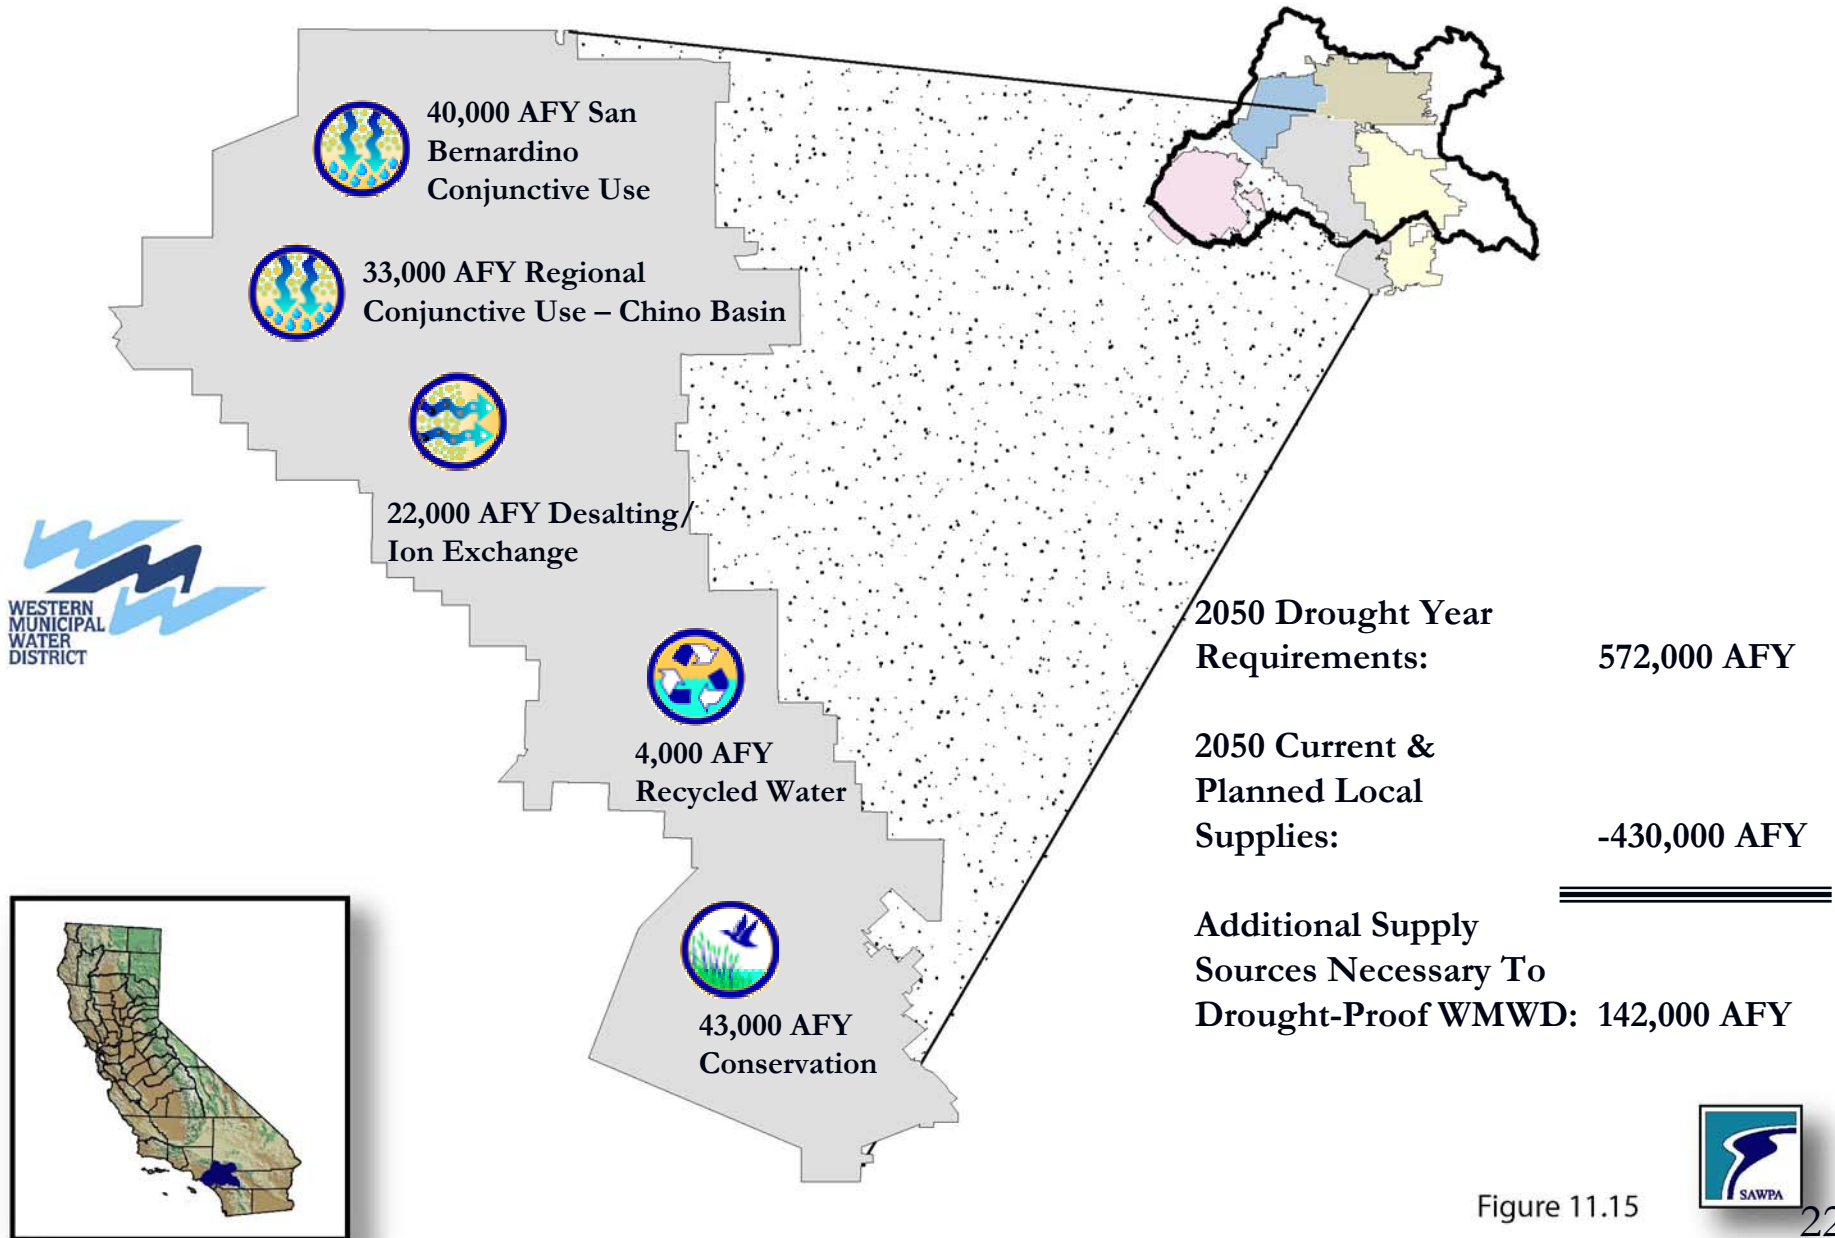 40,000 AFY San
Bernardino
Conjunctive Use
33,000 AFY Regional
Conjunctive Use – Chino Basin
22,000 AFY Desalting/
Ion Exchange
WESTERN
MUNICIPAL
WATER
DISTRICT
4,000 AFY
Recycled Water
43,000 AFY
Conservation
2050 Drought Year
Requirements: 572,000 AFY
2050 Current &
Planned Local
Supplies: -430,000 AFY
Additional Supply
Sources Necessary To
Drought-Proof WMWD: 142,000 AFY
Figure 11.15
SAWPA
22